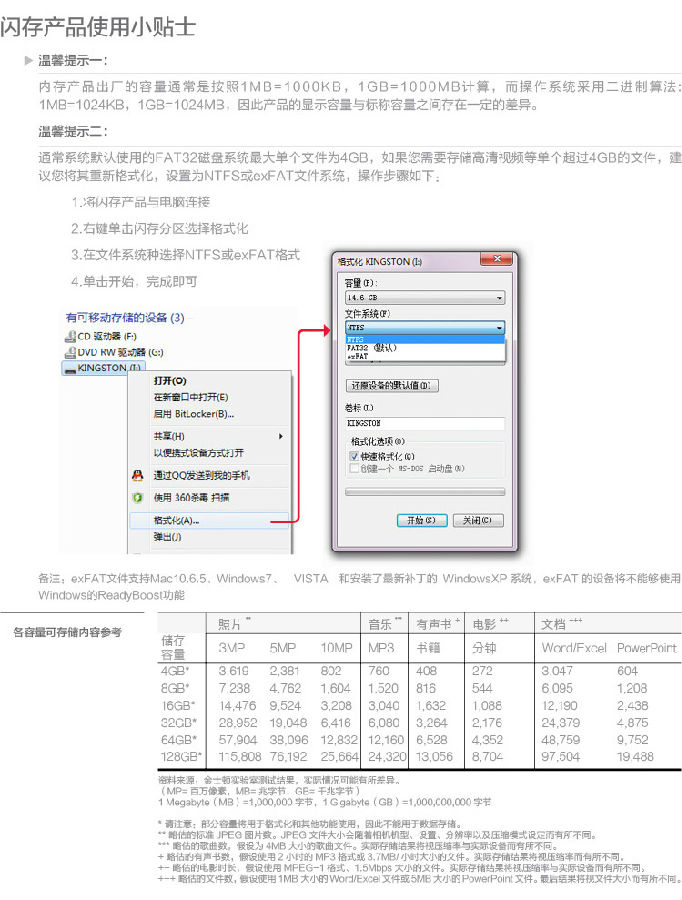 闪存产品使用小贴士
温馨提示一：
内存产品出厂的容量通常是按照1MB=1000KB，1GB=1000MB计算，而操作系统采用二进制算法：
1MB=1024KB，1GB=1024MB，因此产品的显示容量与标称容量之间存在一定的差异。
温馨提示二：
通常系统默认使用的FAT32磁盘系统最大单个文件为4GB，如果您需要存储高清视频等单个超过4GB的文件，建
议您将其重新格式化，设置为NTFS或exFAT文件系统，操作步骤如下：
1.将闪存产品与电脑连接
2.右键单击闪存分区选择格式化
3.在文件系统种选择NTFS或exFAT格式
4.单击开始，完成即可
有可移动存储的设备 (3)
CD 驱动器 (F:)
DVD RW 驱动器 (G:)
KINGSTON (I:)
打开(O)
在新窗口中打开(E)
启用 BitLocker(B)...
共享(H)
以便携式设备方式打开
通过QQ发送到我的手机
使用 360杀毒 扫描
格式化(A)...
弹出(J)
格式化 KINGSTON (I:)
容量(P):
14.6 GB
文件系统(F)
NTFS
NTFS
FAT32 (默认)
exFAT
还原设备的默认值(D)
卷标(L)
KINGSTON
格式化选项(O)
快速格式化(Q)
创建一个 MS-DOS 启动盘(M)
开始(S) 关闭(C)
备注：exFAT文件支持Mac10.6.5、Windows7、 VISTA 和安装了最新补丁的 WindowsXP 系统，exFAT 的设备将不能够使用
Windows的ReadyBoost功能
各容量可存储内容参考
照片 ** 音乐 *** 有声书 + 电影 ++ 文档 +++
储存容量 3MP 5MP 10MP MP3 书籍 分钟 Word/Excel PowerPoint
4GB* 3,619 2,381 802 760 408 272 3,047 604
8GB* 7,238 4,762 1,604 1,520 816 544 6,095 1,208
16GB* 14,476 9,524 3,208 3,040 1,632 1,088 12,190 2,438
32GB* 28,952 19,048 6,416 6,080 3,264 2,176 24,379 4,875
64GB* 57,904 38,096 12,832 12,160 6,528 4,352 48,759 9,752
128GB* 115,808 76,192 25,664 24,320 13,056 8,704 97,504 19,488
资料来源：金士顿实验室测试结果，实际情况可能有所差异。
（MP= 百万像素，MB= 兆字节，GB= 千兆字节）
1 Megabyte（MB）=1,000,000 字节，1 Gigabyte（GB）=1,000,000,000 字节
* 请注意：部分容量将用于格式化和其他功能使用，因此不能用于数据存储。
** 略估的标准 JPEG 图片数。JPEG 文件大小会随着相机机型、设置、分辨率以及压缩模式设定而有所不同。
*** 略估的歌曲数，假设为 4MB 大小的歌曲文件。实际存储结果将视压缩率与实际设备而有所不同。
+ 略估的有声书数，假设使用 2 小时的 MP3 格式或 3.7MB/小时大小的文件。实际存储结果将视压缩率而有所不同。
++ 略估的电影时长，假设使用 MPEG-1 格式、1.5Mbps 大小的文件。实际存储结果将视压缩率与实际设备而有所不同。
+++ 略估的文件数，假设使用1MB 大小的Word/Excel 文件或5MB 大小的PowerPoint 文件。最后结果将视文件大小而有所不同。